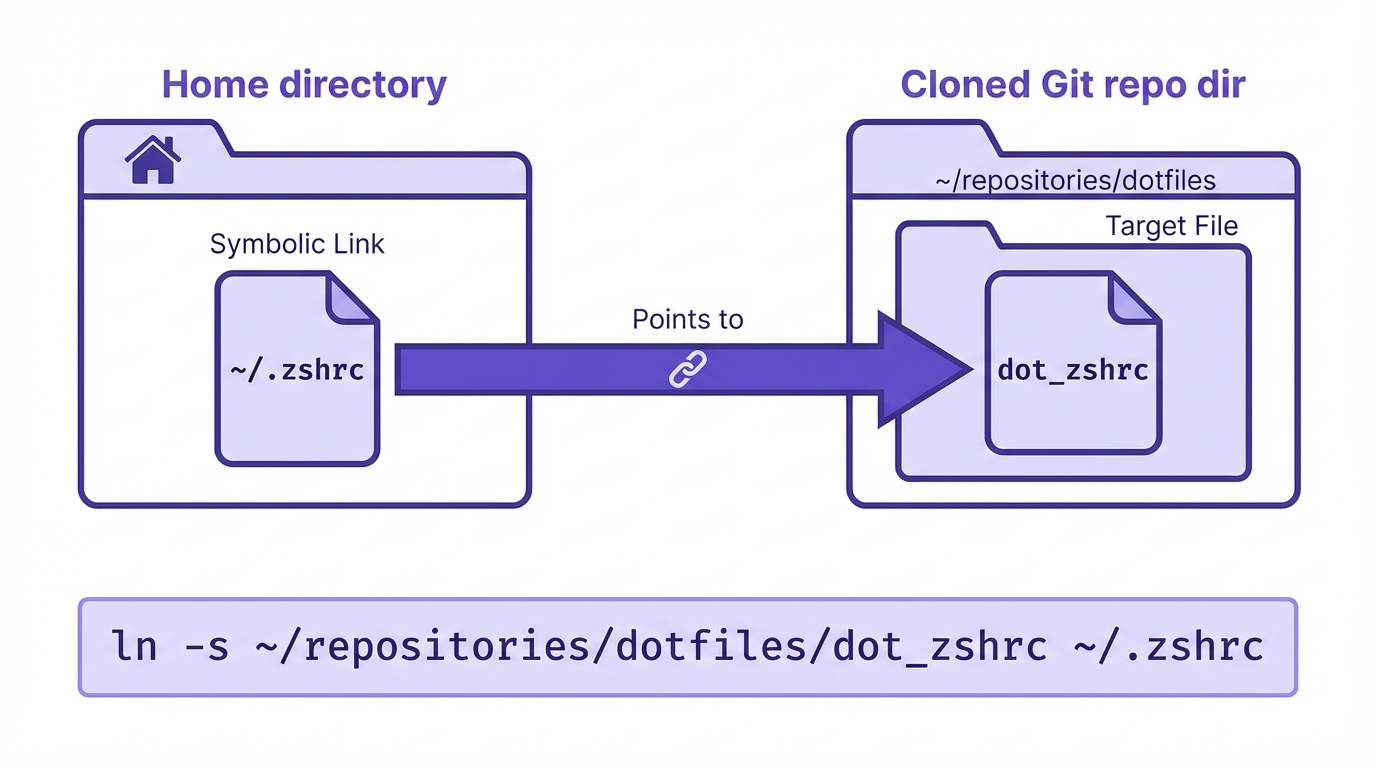 Home directory
Cloned Git repo dir
~/repositories/dotfiles
Symbolic Link
Target File
~/.zshrc
Points to
dot_zshrc
ln -s ~/repositories/dotfiles/dot_zshrc ~/.zshrc